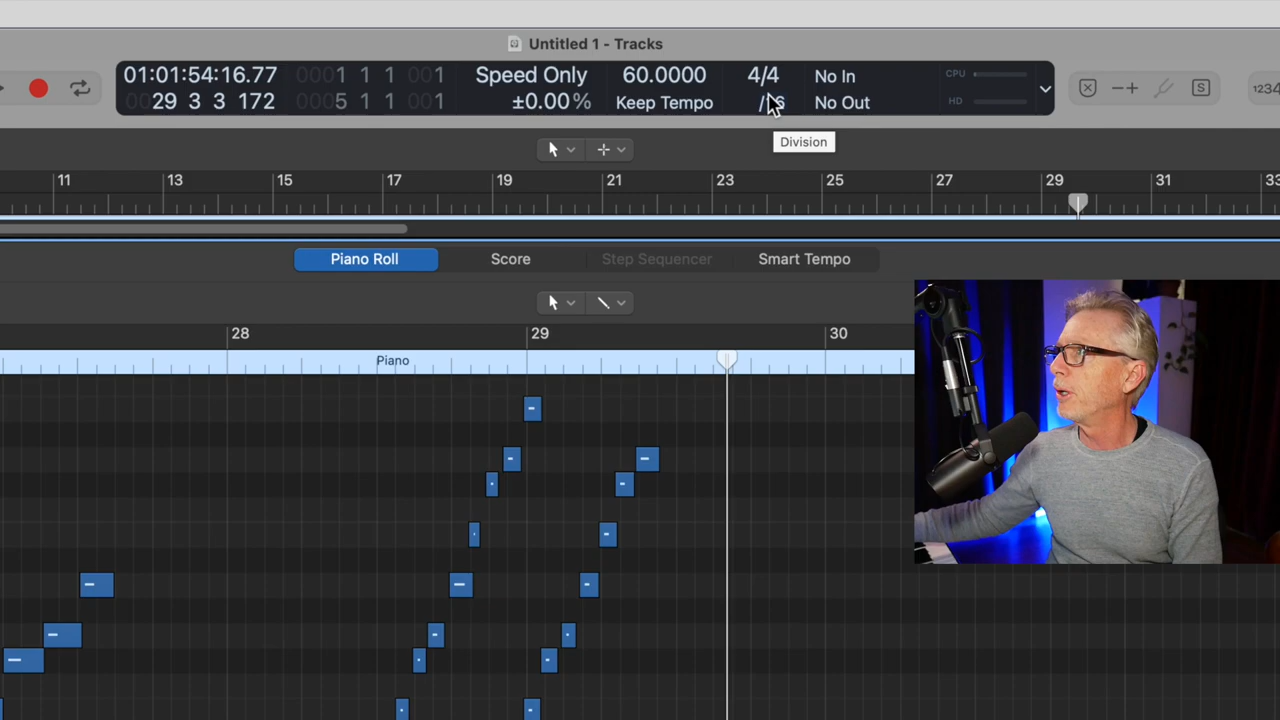 Untitled 1 - Tracks
01:01:54:16.77 0001 1 1 001 Speed Only 60.0000 4/4 No In CPU
0029 3 3 172 0005 1 1 001 ±0.00% Keep Tempo No Out HD
S 1234
Division
11 13 15 17 19 21 23 25 27 29 31 33
Piano Roll Score Step Sequencer Smart Tempo
28 29 30
Piano